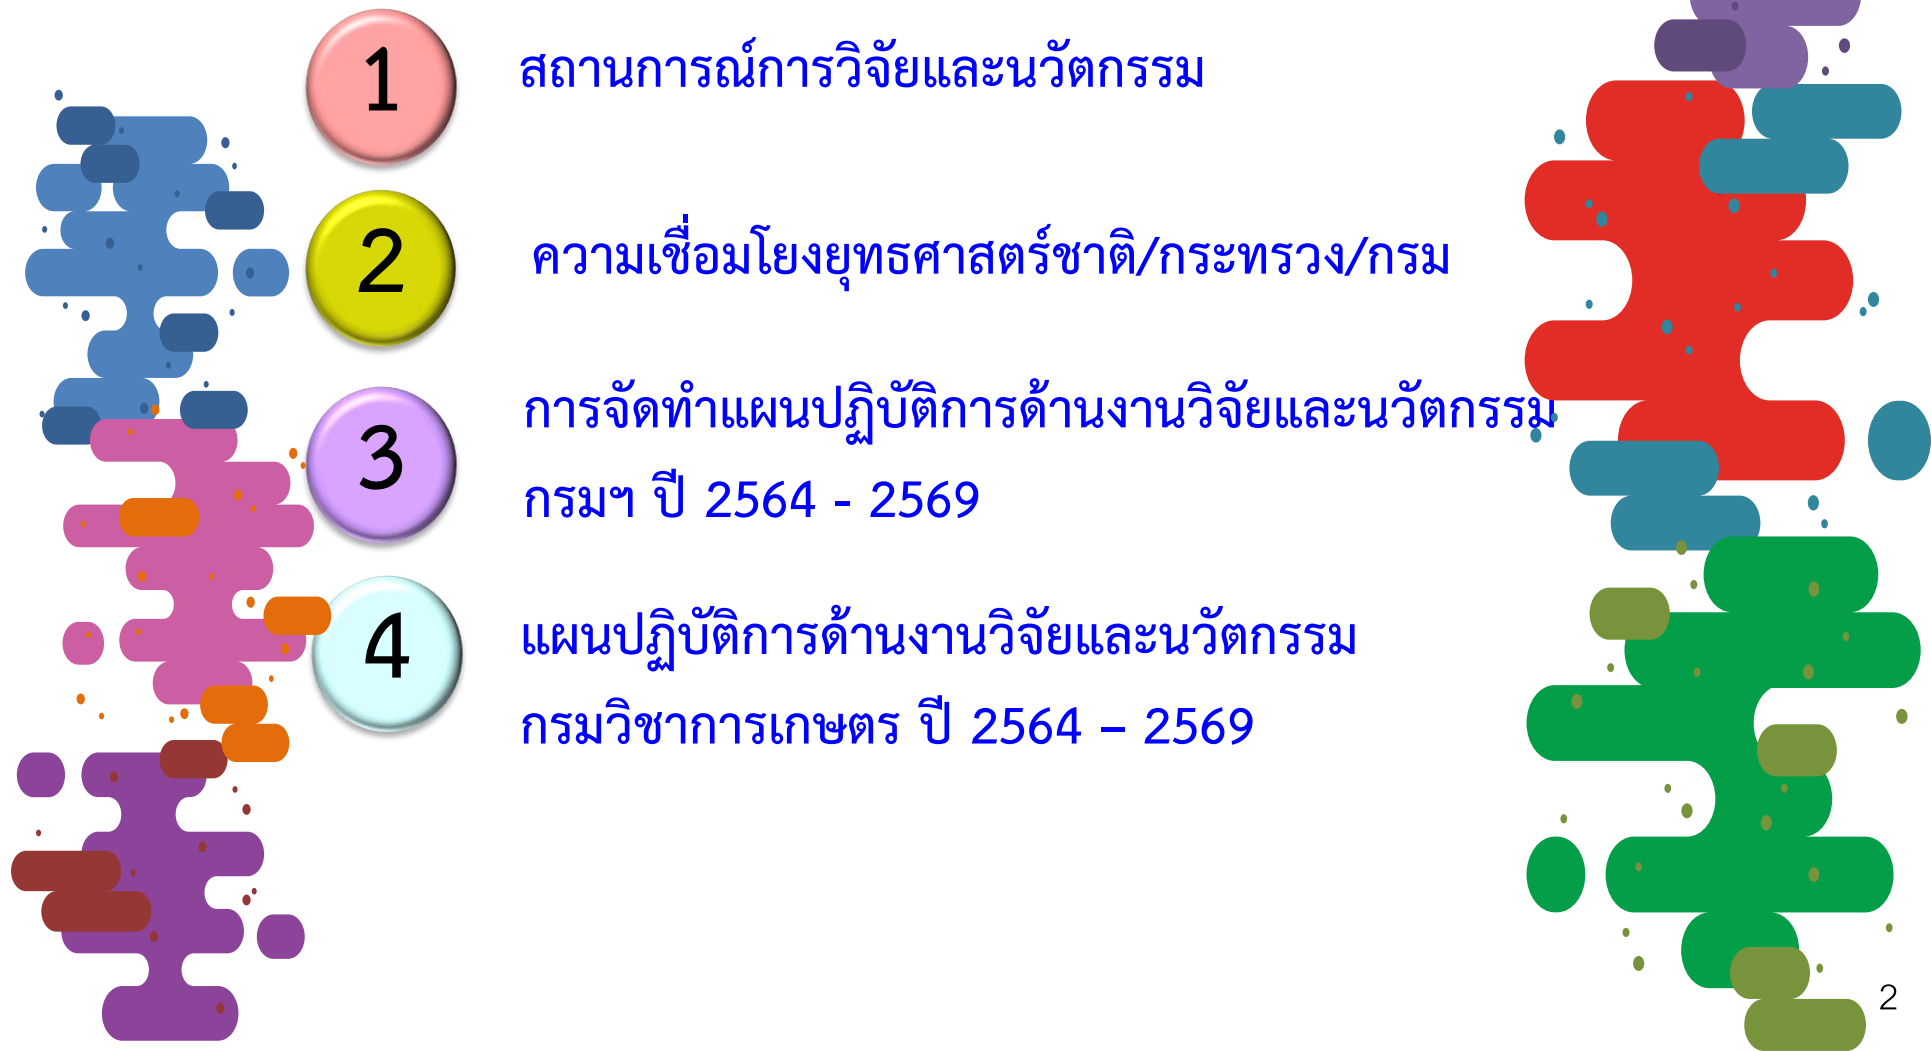 1 สถานการณ์การวิจัยและนวัตกรรม
2 ความเชื่อมโยงยุทธศาสตร์ชาติ/กระทรวง/กรม
3 การจัดทำแผนปฏิบัติการด้านงานวิจัยและนวัตกรรม
กรมฯ ปี 2564 - 2569
4 แผนปฏิบัติการด้านงานวิจัยและนวัตกรรม
กรมวิชาการเกษตร ปี 2564 – 2569
2